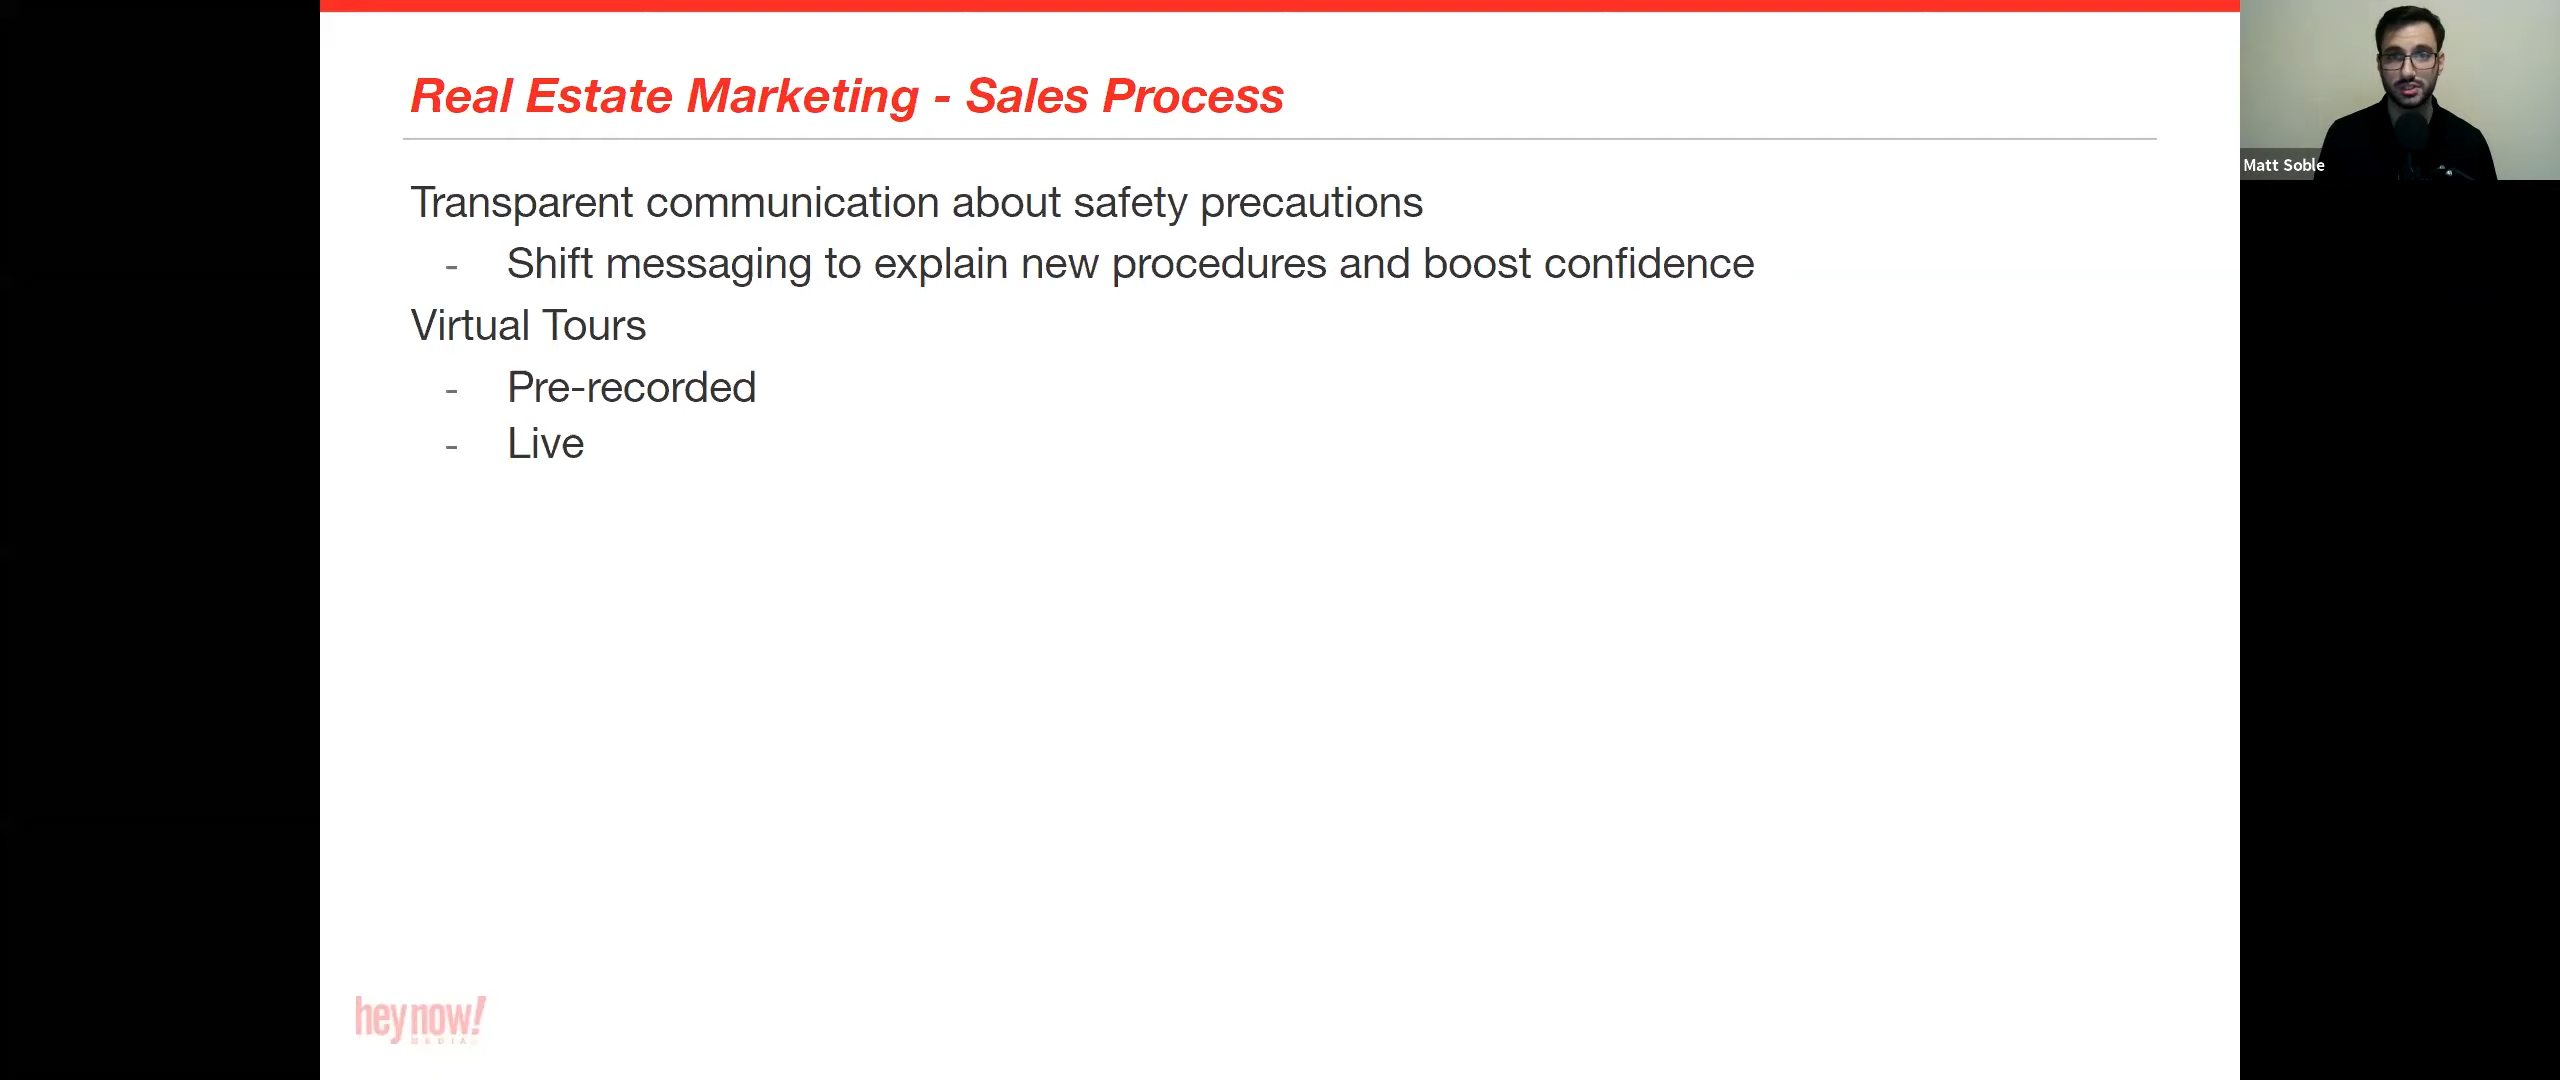 Real Estate Marketing - Sales Process
Matt Soble
Transparent communication about safety precautions
- Shift messaging to explain new procedures and boost confidence
Virtual Tours
- Pre-recorded
- Live
hey now!
MEDIA